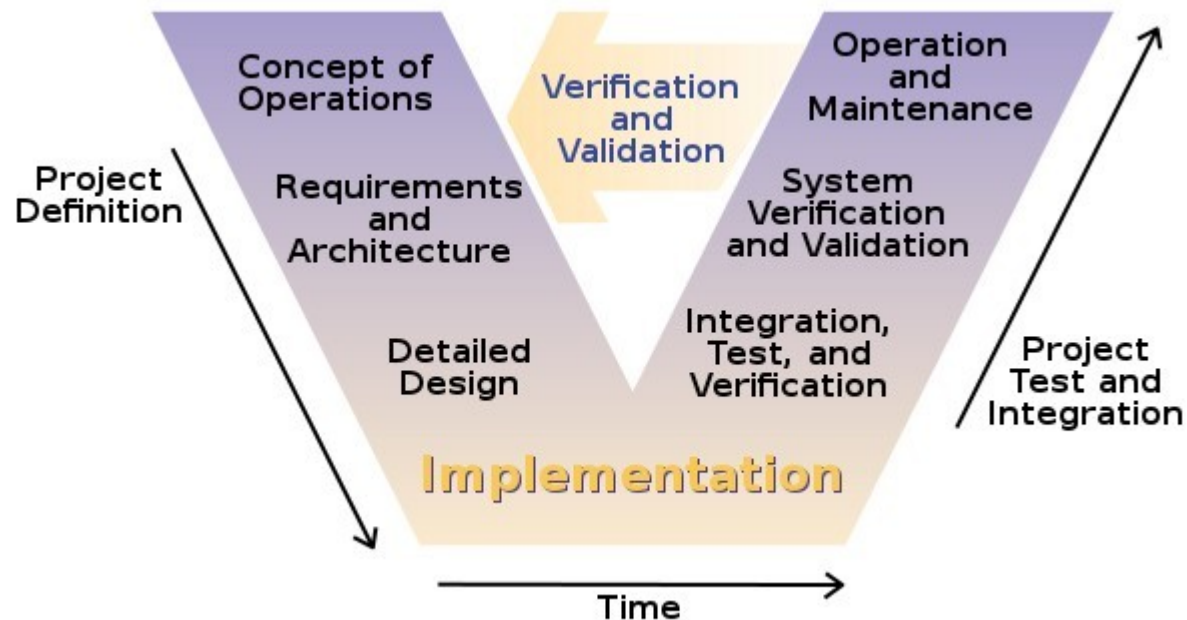 Concept of
Operations
Verification
and
Validation
Operation
and
Maintenance
Project
Definition
Requirements
and
Architecture
System
Verification
and Validation
Detailed
Design
Integration,
Test, and
Verification
Project
Test and
Integration
Implementation
Time